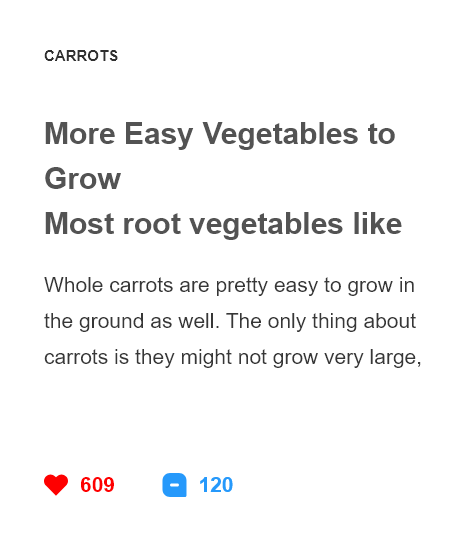 CARROTS
More Easy Vegetables to
Grow
Most root vegetables like
Whole carrots are pretty easy to grow in
the ground as well. The only thing about
carrots is they might not grow very large,
609 120